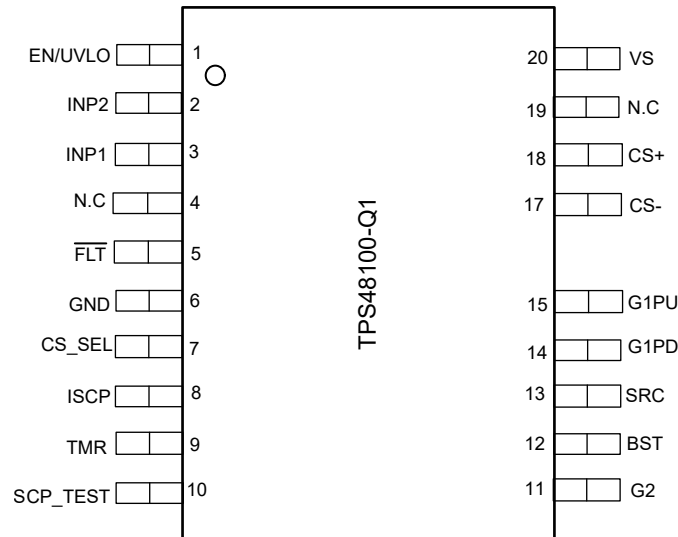 EN/UVLO 1
INP2 2
INP1 3
N.C 4
FLT 5
GND 6
CS_SEL 7
ISCP 8
TMR 9
SCP_TEST 10
TPS48100-Q1
20 VS
19 N.C
18 CS+
17 CS-
15 G1PU
14 G1PD
13 SRC
12 BST
11 G2